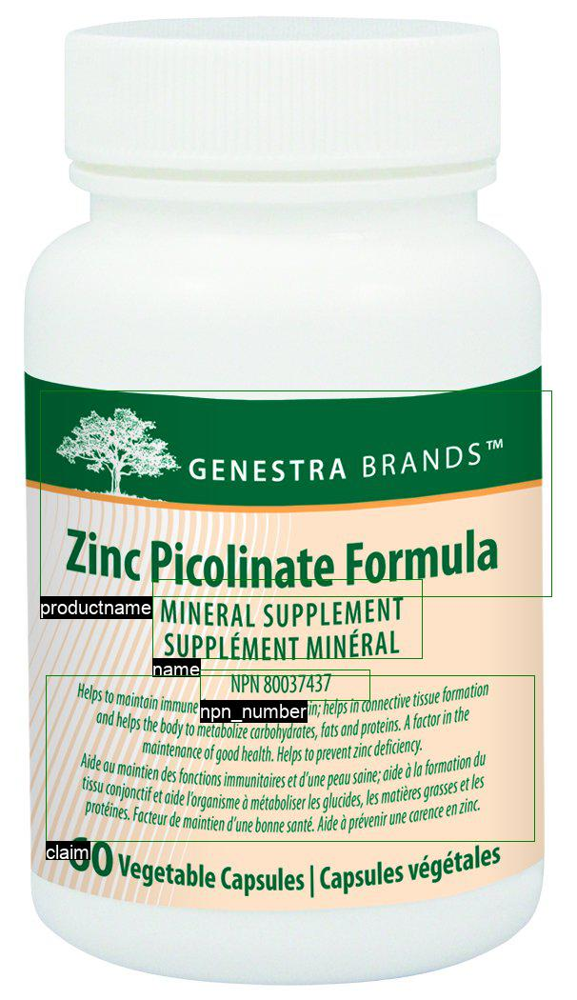 GENESTRA BRANDS™
Zinc Picolinate Formula
productname
MINERAL SUPPLEMENT
SUPPLÉMENT MINÉRAL
name
NPN 80037437
npn_number
Helps to maintain immune in; helps in connective tissue formation
and helps the body to metabolize carbohydrates, fats and proteins. A factor in the
maintenance of good health. Helps to prevent zinc deficiency.
Aide au maintien des fonctions immunitaires et d'une peau saine; aide à la formation du
tissu conjonctif et aide l'organisme à métaboliser les glucides, les matières grasses et les
protéines. Facteur de maintien d'une bonne santé. Aide à prévenir une carence en zinc.
claim
60 Vegetable Capsules | Capsules végétales